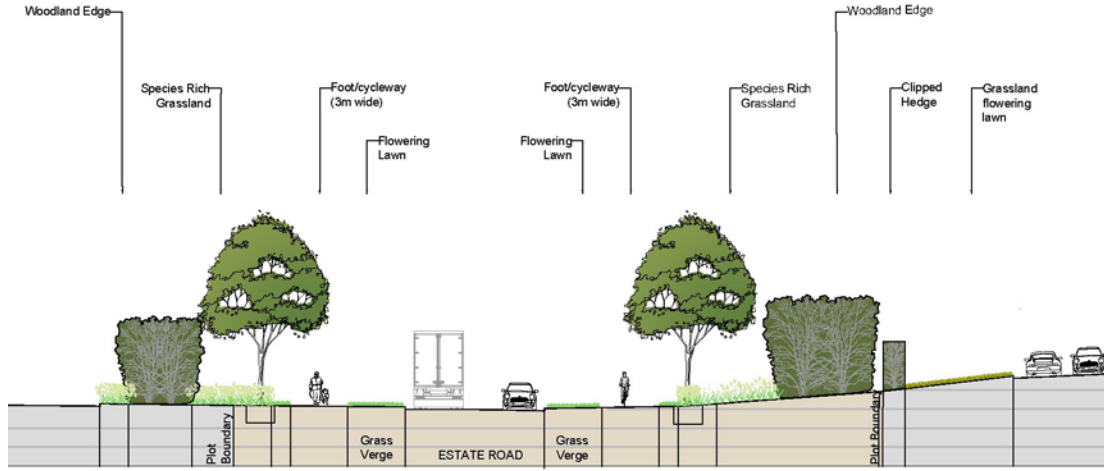 Woodland Edge
Woodland Edge
Species Rich
Grassland
Foot/cycleway
(3m wide)
Foot/cycleway
(3m wide)
Species Rich
Grassland
Clipped
Hedge
Grassland
flowering
lawn
Flowering
Lawn
Flowering
Lawn
Plot
Boundary
Grass
Verge
ESTATE ROAD
Grass
Verge
Plot Boundary